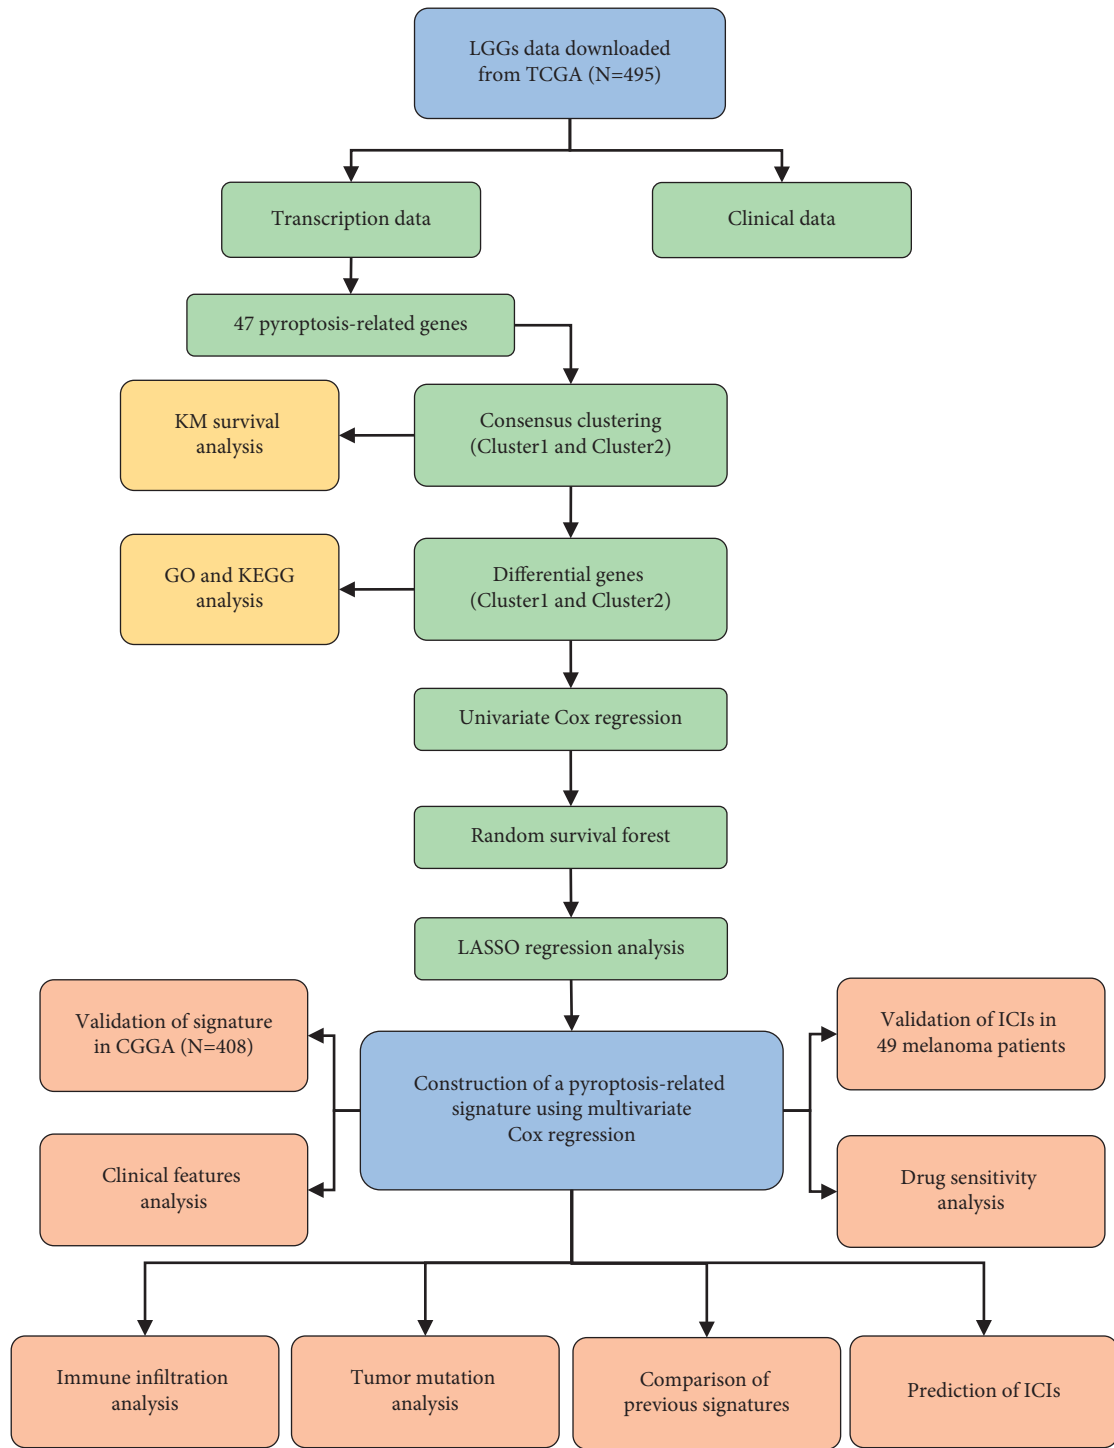 LGGs data downloaded
from TCGA (N=495)
Transcription data
Clinical data
47 pyroptosis-related genes
KM survival
analysis
Consensus clustering
(Cluster1 and Cluster2)
GO and KEGG
analysis
Differential genes
(Cluster1 and Cluster2)
Univariate Cox regression
Random survival forest
LASSO regression analysis
Validation of signature
in CGGA (N=408)
Validation of ICIs in
49 melanoma patients
Construction of a pyroptosis-related
signature using multivariate
Cox regression
Clinical features
analysis
Drug sensitivity
analysis
Immune infiltration
analysis
Tumor mutation
analysis
Comparison of
previous signatures
Prediction of ICIs